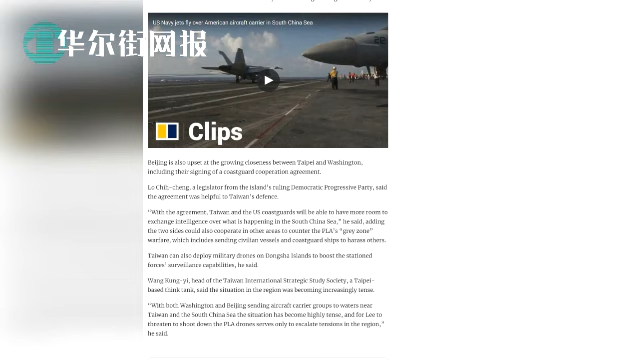 US Navy jets fly over American aircraft carrier in South China Sea
华尔街网报
Clips
Beijing is also upset at the growing closeness between Taipei and Washington,
including their signing of a coastguard cooperation agreement.
Lo Chih-cheng, a legislator from the island's ruling Democratic Progressive Party, said
the agreement was helpful to Taiwan's defence.
"With the agreement, Taiwan and the US coastguards will be able to have more room to
exchange intelligence over what is happening in the South China Sea," he said, adding
the two sides could also cooperate in other areas to counter the PLA's "grey zone"
warfare, which includes sending civilian vessels and coastguard ships to harass others.
Taiwan can also deploy military drones on Dongsha Islands to boost the stationed
forces' surveillance capabilities, he said.
Wang Kung-yi, head of the Taiwan International Strategic Study Society, a Taipei-
based think tank, said the situation in the region was becoming increasingly tense.
"With both Washington and Beijing sending aircraft carrier groups to waters near
Taiwan and the South China Sea the situation has become highly tense, and for Lee to
threaten to shoot down the PLA drones serves only to escalate tensions in the region,"
he said.